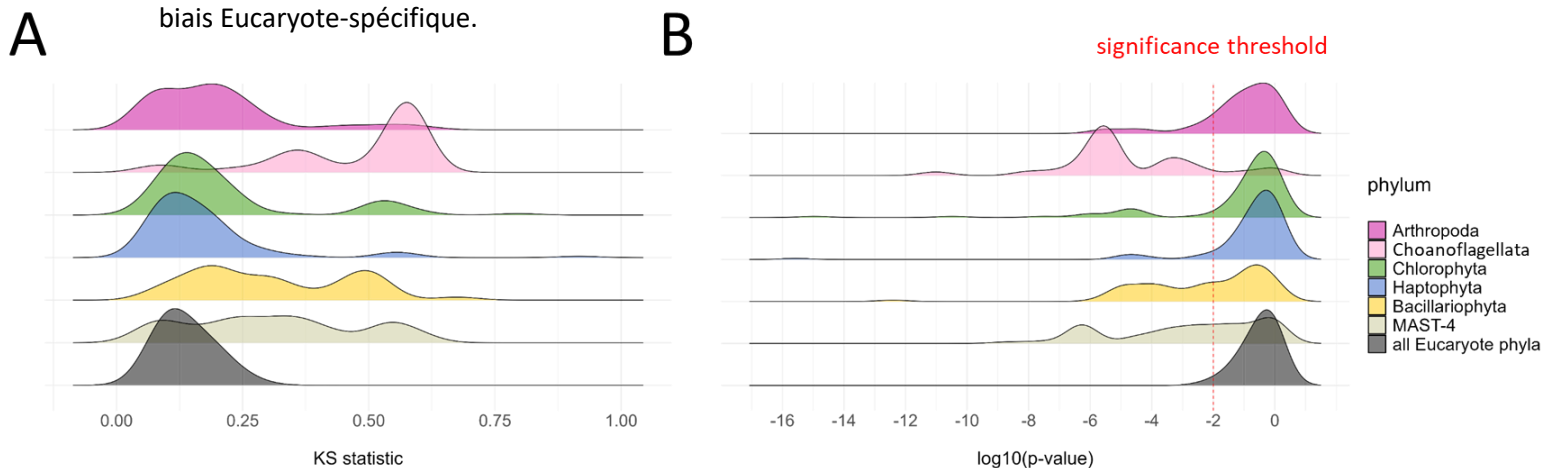 biais Eucaryote-spécifique.
A
B
significance threshold
phylum
Arthropoda
Choanoflagellata
Chlorophyta
Haptophyta
Bacillariophyta
MAST-4
all Eucaryote phyla
0.00 0.25 0.50 0.75 1.00
KS statistic
-16 -14 -12 -10 -8 -6 -4 -2 0
log10(p-value)